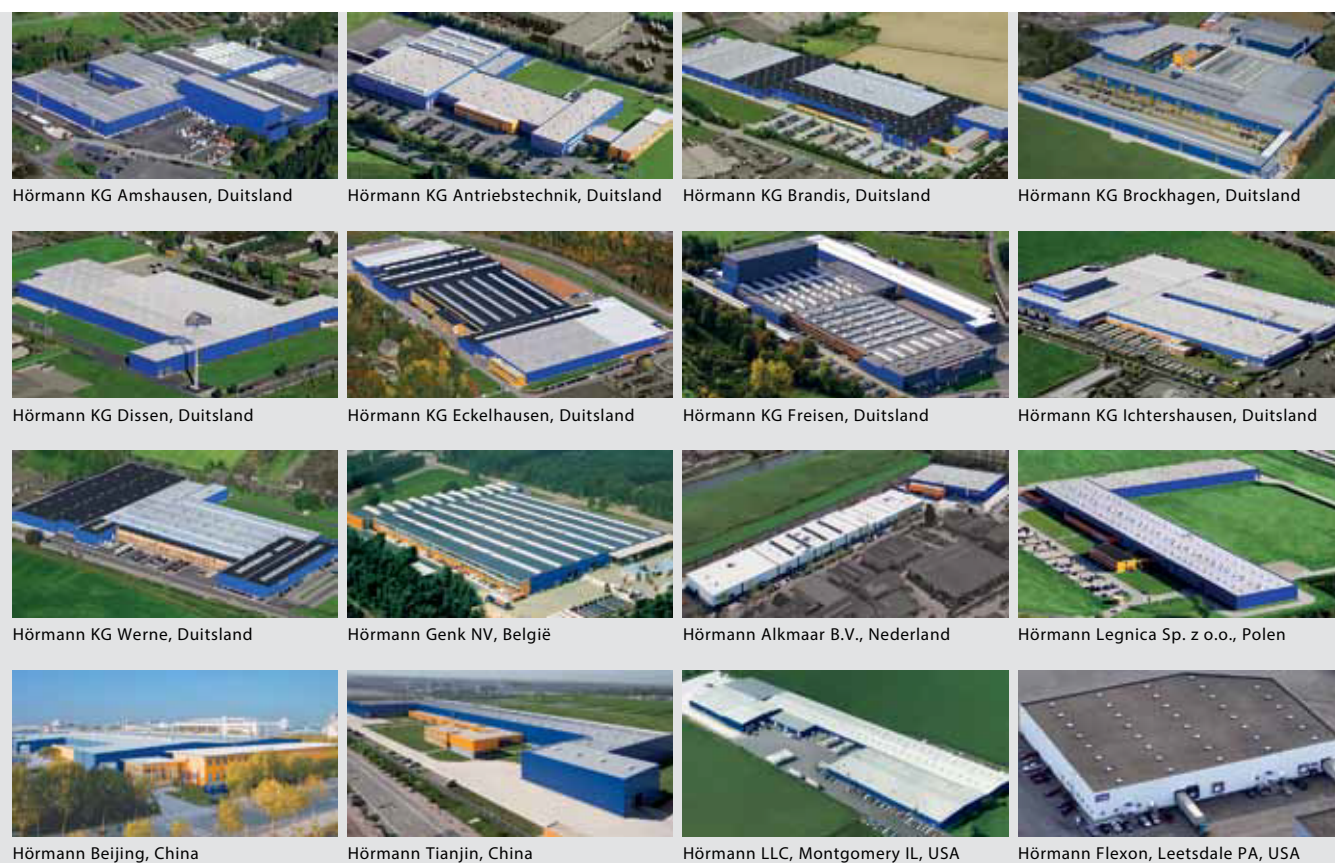 Hörmann KG Amshausen, Duitsland
Hörmann KG Antriebstechnik, Duitsland
Hörmann KG Brandis, Duitsland
Hörmann KG Brockhagen, Duitsland
Hörmann KG Dissen, Duitsland
Hörmann KG Eckelhausen, Duitsland
Hörmann KG Freisen, Duitsland
Hörmann KG Ichtershausen, Duitsland
Hörmann KG Werne, Duitsland
Hörmann Genk NV, België
Hörmann Alkmaar B.V., Nederland
Hörmann Legnica Sp. z o.o., Polen
Hörmann Beijing, China
Hörmann Tianjin, China
Hörmann LLC, Montgomery IL, USA
Hörmann Flexon, Leetsdale PA, USA